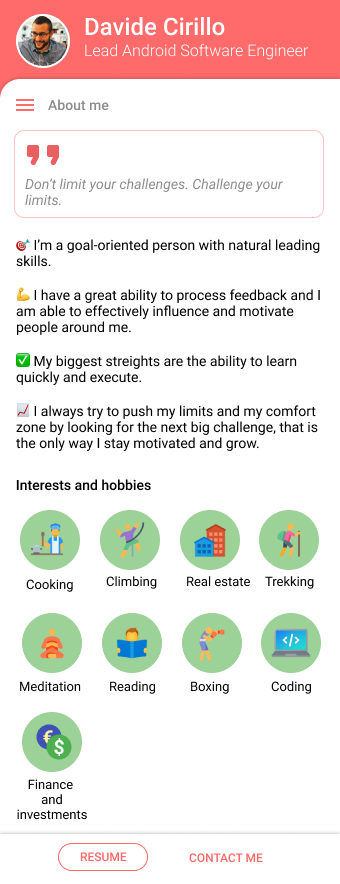 Davide Cirillo
Lead Android Software Engineer
About me
Don't limit your challenges. Challenge your
limits.
🎯 I'm a goal-oriented person with natural leading
skills.
💪 I have a great ability to process feedback and I
am able to effectively influence and motivate
people around me.
✅ My biggest streights are the ability to learn
quickly and execute.
📈 I always try to push my limits and my comfort
zone by looking for the next big challenge, that is
the only way I stay motivated and grow.
Interests and hobbies
Cooking Climbing Real estate Trekking
Meditation Reading Boxing Coding
Finance
and
investments
RESUME CONTACT ME